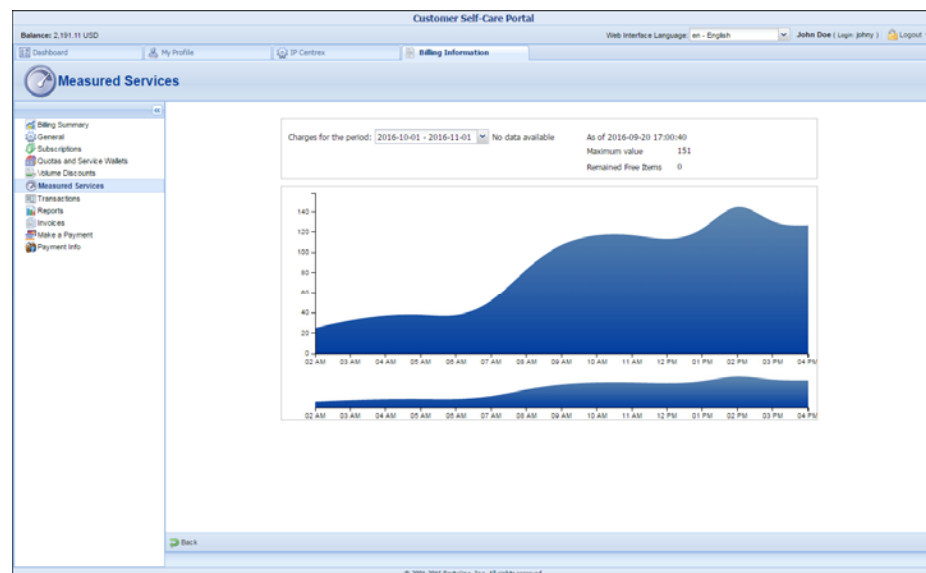 Customer Self-Care Portal
Balance: 2,191.11 USD
Web Interface Language: en - English
John Doe ( Login: johny )
Logout
Dashboard
My Profile
IP Centrex
Billing Information
Measured Services
Billing Summary
General
Subscriptions
Quotas and Service Wallets
Volume Discounts
Measured Services
Transactions
Reports
Invoices
Make a Payment
Payment Info
Charges for the period: 2016-10-01 - 2016-11-01 No data available
As of 2016-09-20 17:00:40
Maximum value 151
Remained Free Items 0
140
120
100
80
60
40
20
0
02 AM 03 AM 04 AM 05 AM 06 AM 07 AM 08 AM 09 AM 10 AM 11 AM 12 PM 01 PM 02 PM 03 PM 04 PM
02 AM 03 AM 04 AM 05 AM 06 AM 07 AM 08 AM 09 AM 10 AM 11 AM 12 PM 01 PM 02 PM 03 PM 04 PM
Back